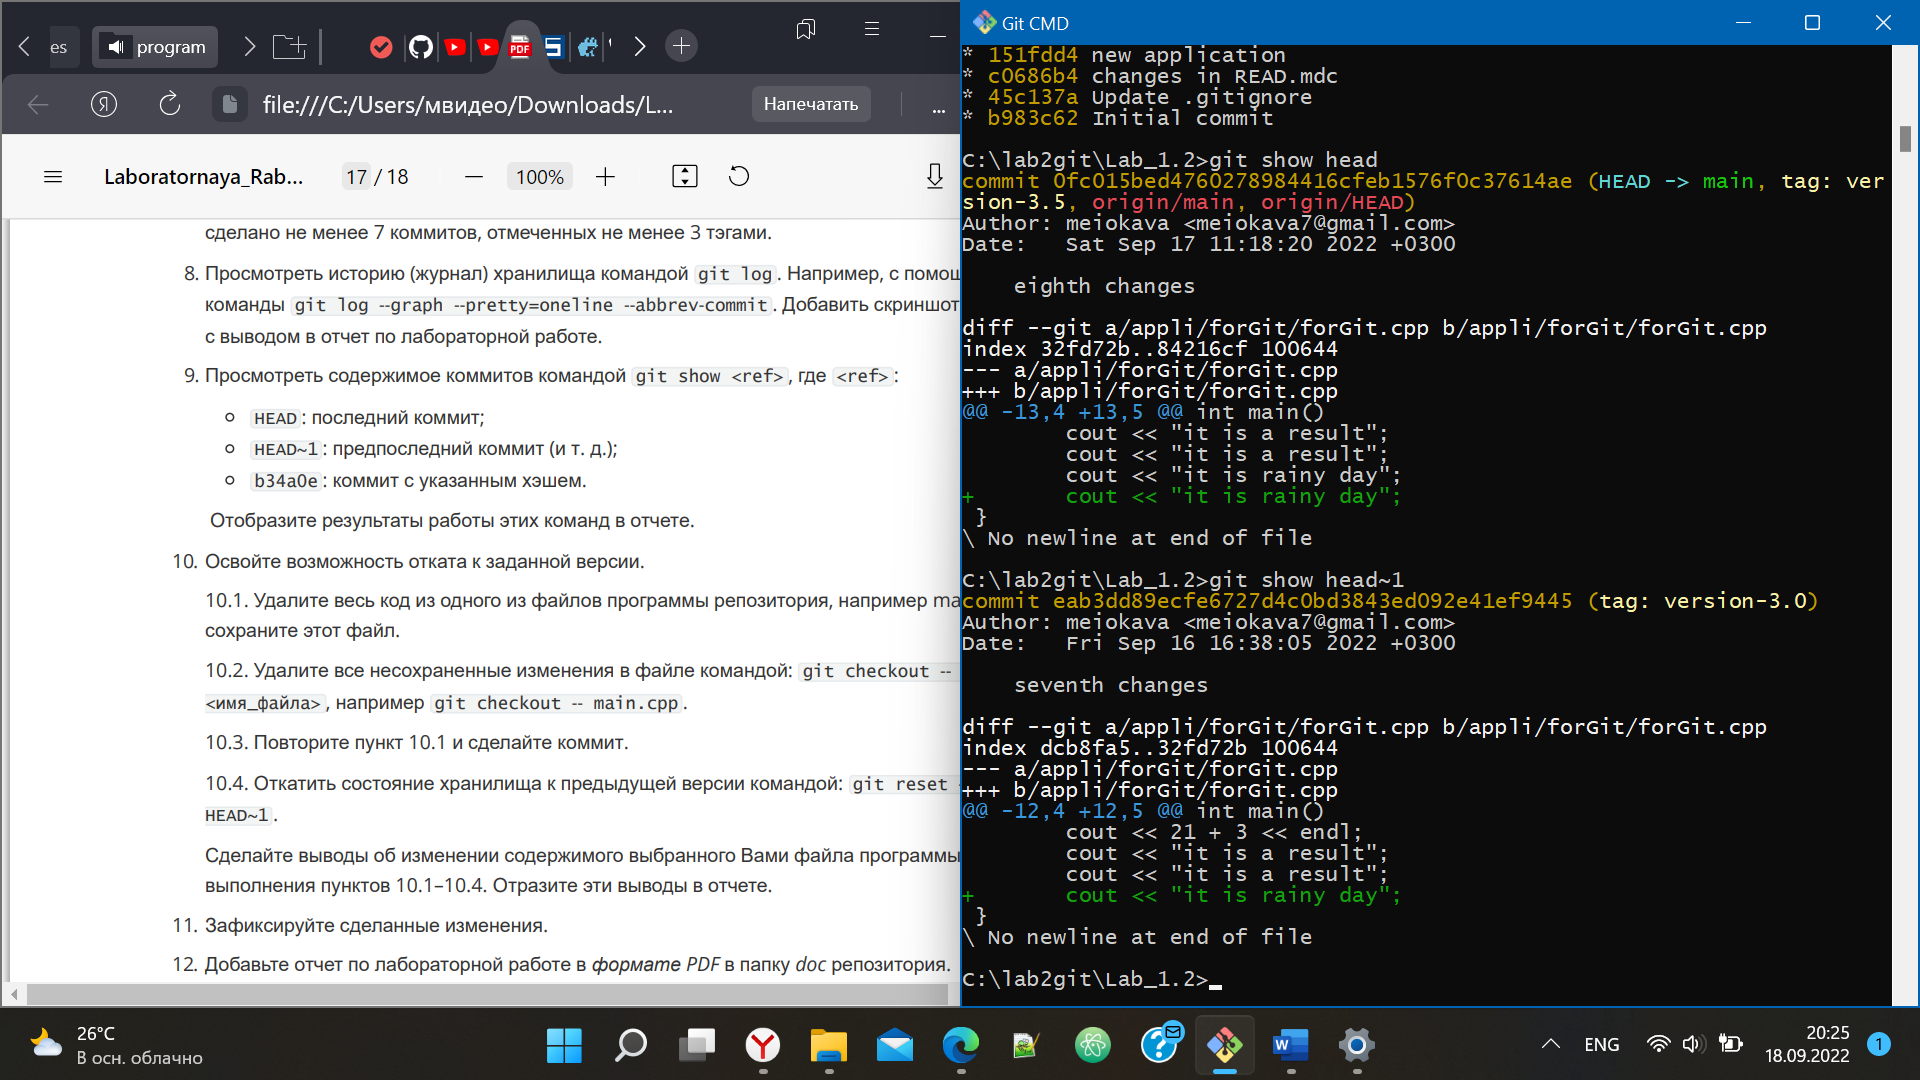 es
program
PDF
file:///C:/Users/мвидео/Downloads/L...
Напечатать
...
Laboratornaya_Rab...
17 / 18
100%
сделано не менее 7 коммитов, отмеченных не менее 3 тэгами.
8. Просмотреть историю (журнал) хранилища командой git log. Например, с помощ
команды git log --graph --pretty=oneline --abbrev-commit. Добавить скриншот
с выводом в отчет по лабораторной работе.
9. Просмотреть содержимое коммитов командой git show <ref>, где <ref>:
HEAD: последний коммит;
HEAD~1: предпоследний коммит (и т. д.);
b34a0e: коммит с указанным хэшем.
Отобразите результаты работы этих команд в отчете.
10. Освойте возможность отката к заданной версии.
10.1. Удалите весь код из одного из файлов программы репозитория, например ma
сохраните этот файл.
10.2. Удалите все несохраненные изменения в файле командой: git checkout --
<имя_файла>, например git checkout -- main.cpp.
10.3. Повторите пункт 10.1 и сделайте коммит.
10.4. Откатить состояние хранилища к предыдущей версии командой: git reset -
HEAD~1.
Сделайте выводы об изменении содержимого выбранного Вами файла программы
выполнения пунктов 10.1–10.4. Отразите эти выводы в отчете.
11. Зафиксируйте сделанные изменения.
12. Добавьте отчет по лабораторной работе в формате PDF в папку doc репозитория.
Git CMD
* 151fdd4 new application
* c0686b4 changes in READ.mdc
* 45c137a Update .gitignore
* b983c62 Initial commit
C:\lab2git\Lab_1.2>git show head
commit 0fc015bed4760278984416cfeb1576f0c37614ae (HEAD -> main, tag: ver
sion-3.5, origin/main, origin/HEAD)
Author: meiokava <meiokava7@gmail.com>
Date:   Sat Sep 17 11:18:20 2022 +0300
eighth changes
diff --git a/appli/forGit/forGit.cpp b/appli/forGit/forGit.cpp
index 32fd72b..84216cf 100644
--- a/appli/forGit/forGit.cpp
+++ b/appli/forGit/forGit.cpp
@@ -13,4 +13,5 @@ int main()
cout << "it is a result";
cout << "it is a result";
cout << "it is rainy day";
+       cout << "it is rainy day";
}
\ No newline at end of file
C:\lab2git\Lab_1.2>git show head~1
commit eab3dd89ecfe6727d4c0bd3843ed092e41ef9445 (tag: version-3.0)
Author: meiokava <meiokava7@gmail.com>
Date:   Fri Sep 16 16:38:05 2022 +0300
seventh changes
diff --git a/appli/forGit/forGit.cpp b/appli/forGit/forGit.cpp
index dcb8fa5..32fd72b 100644
--- a/appli/forGit/forGit.cpp
+++ b/appli/forGit/forGit.cpp
@@ -12,4 +12,5 @@ int main()
cout << 21 + 3 << endl;
cout << "it is a result";
cout << "it is a result";
+       cout << "it is rainy day";
}
\ No newline at end of file
C:\lab2git\Lab_1.2>
26°C
В осн. облачно
ENG
20:25
18.09.2022
1